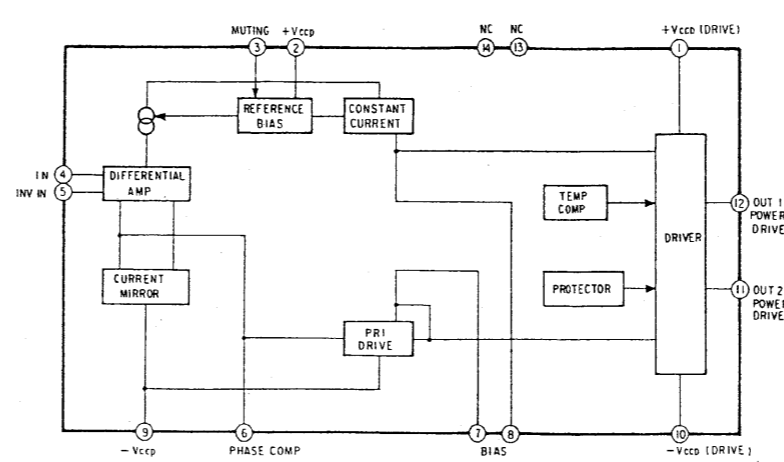 MUTING
+Vccp
NC
NC
+Vccp (DRIVE)
3
2
14
13
1
REFERENCE
BIAS
CONSTANT
CURRENT
IN
4
INV IN
5
DIFFERENTIAL
AMP
TEMP
COMP
12
OUT 1
POWER
DRIVE
DRIVER
CURRENT
MIRROR
PROTECTOR
11
OUT 2
POWER
DRIVE
PRI
DRIVE
9
6
7
8
10
-Vccp
PHASE COMP
BIAS
-Vccp (DRIVE)